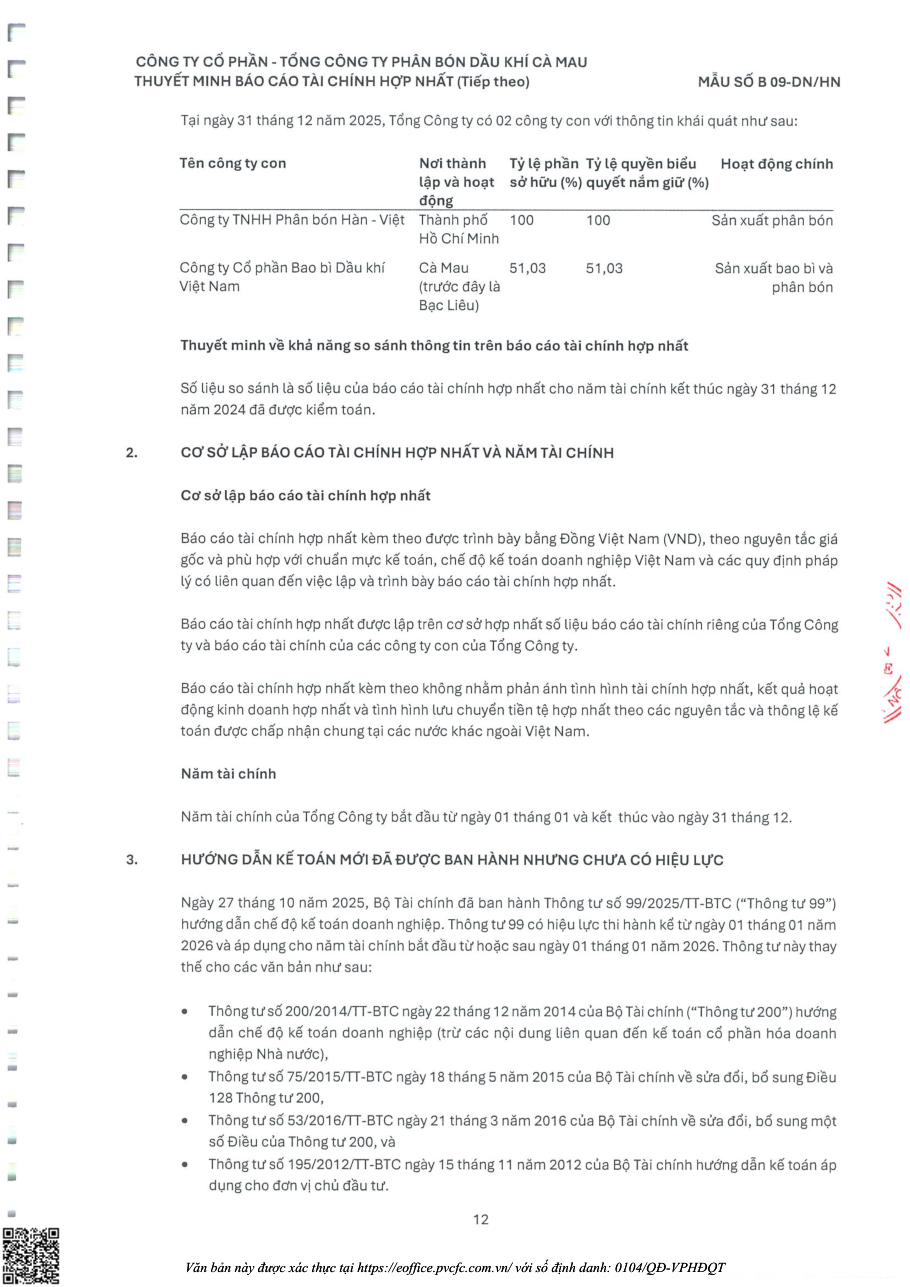 CÔNG TY CỔ PHẦN - TỔNG CÔNG TY PHÂN BÓN DẦU KHÍ CÀ MAU
THUYẾT MINH BÁO CÁO TÀI CHÍNH HỢP NHẤT (Tiếp theo) MẪU SỐ B 09-DN/HN
Tại ngày 31 tháng 12 năm 2025, Tổng Công ty có 02 công ty con với thông tin khái quát như sau:
Tên công ty con Nơi thành Tỷ lệ phần Tỷ lệ quyền biểu Hoạt động chính
lập và hoạt sở hữu (%) quyết nắm giữ (%)
động
Công ty TNHH Phân bón Hàn - Việt Thành phố 100 100 Sản xuất phân bón
Hồ Chí Minh
Công ty Cổ phần Bao bì Dầu khí Cà Mau 51,03 51,03 Sản xuất bao bì và
Việt Nam (trước đây là phân bón
Bạc Liêu)
Thuyết minh về khả năng so sánh thông tin trên báo cáo tài chính hợp nhất
Số liệu so sánh là số liệu của báo cáo tài chính hợp nhất cho năm tài chính kết thúc ngày 31 tháng 12
năm 2024 đã được kiểm toán.
2. CƠ SỞ LẬP BÁO CÁO TÀI CHÍNH HỢP NHẤT VÀ NĂM TÀI CHÍNH
Cơ sở lập báo cáo tài chính hợp nhất
Báo cáo tài chính hợp nhất kèm theo được trình bày bằng Đồng Việt Nam (VND), theo nguyên tắc giá
gốc và phù hợp với chuẩn mực kế toán, chế độ kế toán doanh nghiệp Việt Nam và các quy định pháp
lý có liên quan đến việc lập và trình bày báo cáo tài chính hợp nhất.
Báo cáo tài chính hợp nhất được lập trên cơ sở hợp nhất số liệu báo cáo tài chính riêng của Tổng Công
ty và báo cáo tài chính của các công ty con của Tổng Công ty.
Báo cáo tài chính hợp nhất kèm theo không nhằm phản ánh tình hình tài chính hợp nhất, kết quả hoạt
động kinh doanh hợp nhất và tình hình lưu chuyển tiền tệ hợp nhất theo các nguyên tắc và thông lệ kế
toán được chấp nhận chung tại các nước khác ngoài Việt Nam.
Năm tài chính
Năm tài chính của Tổng Công ty bắt đầu từ ngày 01 tháng 01 và kết thúc vào ngày 31 tháng 12.
3. HƯỚNG DẪN KẾ TOÁN MỚI ĐÃ ĐƯỢC BAN HÀNH NHƯNG CHƯA CÓ HIỆU LỰC
Ngày 27 tháng 10 năm 2025, Bộ Tài chính đã ban hành Thông tư số 99/2025/TT-BTC (“Thông tư 99”)
hướng dẫn chế độ kế toán doanh nghiệp. Thông tư 99 có hiệu lực thi hành kể từ ngày 01 tháng 01 năm
2026 và áp dụng cho năm tài chính bắt đầu từ hoặc sau ngày 01 tháng 01 năm 2026. Thông tư này thay
thế cho các văn bản như sau:
• Thông tư số 200/2014/TT-BTC ngày 22 tháng 12 năm 2014 của Bộ Tài chính (“Thông tư 200”) hướng
dẫn chế độ kế toán doanh nghiệp (trừ các nội dung liên quan đến kế toán cổ phần hóa doanh
nghiệp Nhà nước),
• Thông tư số 75/2015/TT-BTC ngày 18 tháng 5 năm 2015 của Bộ Tài chính về sửa đổi, bổ sung Điều
128 Thông tư 200,
• Thông tư số 53/2016/TT-BTC ngày 21 tháng 3 năm 2016 của Bộ Tài chính về sửa đổi, bổ sung một
số Điều của Thông tư 200, và
• Thông tư số 195/2012/TT-BTC ngày 15 tháng 11 năm 2012 của Bộ Tài chính hướng dẫn kế toán áp
dụng cho đơn vị chủ đầu tư.
12
Văn bản này được xác thực tại https://eoffice.pvcfc.com.vn/ với số định danh: 0104/QĐ-VPHĐQT